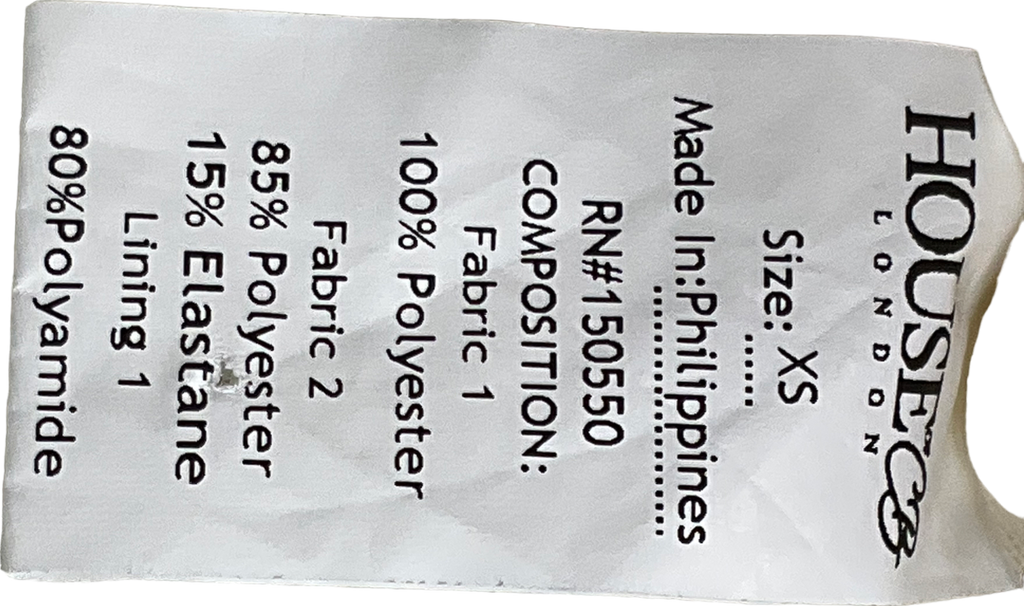 HOUSE CB
LONDON
Size: XS
Made In:Philippines
RN#150550
COMPOSITION:
Fabric 1
100% Polyester
Fabric 2
85% Polyester
15% Elastane
Lining 1
80%Polyamide